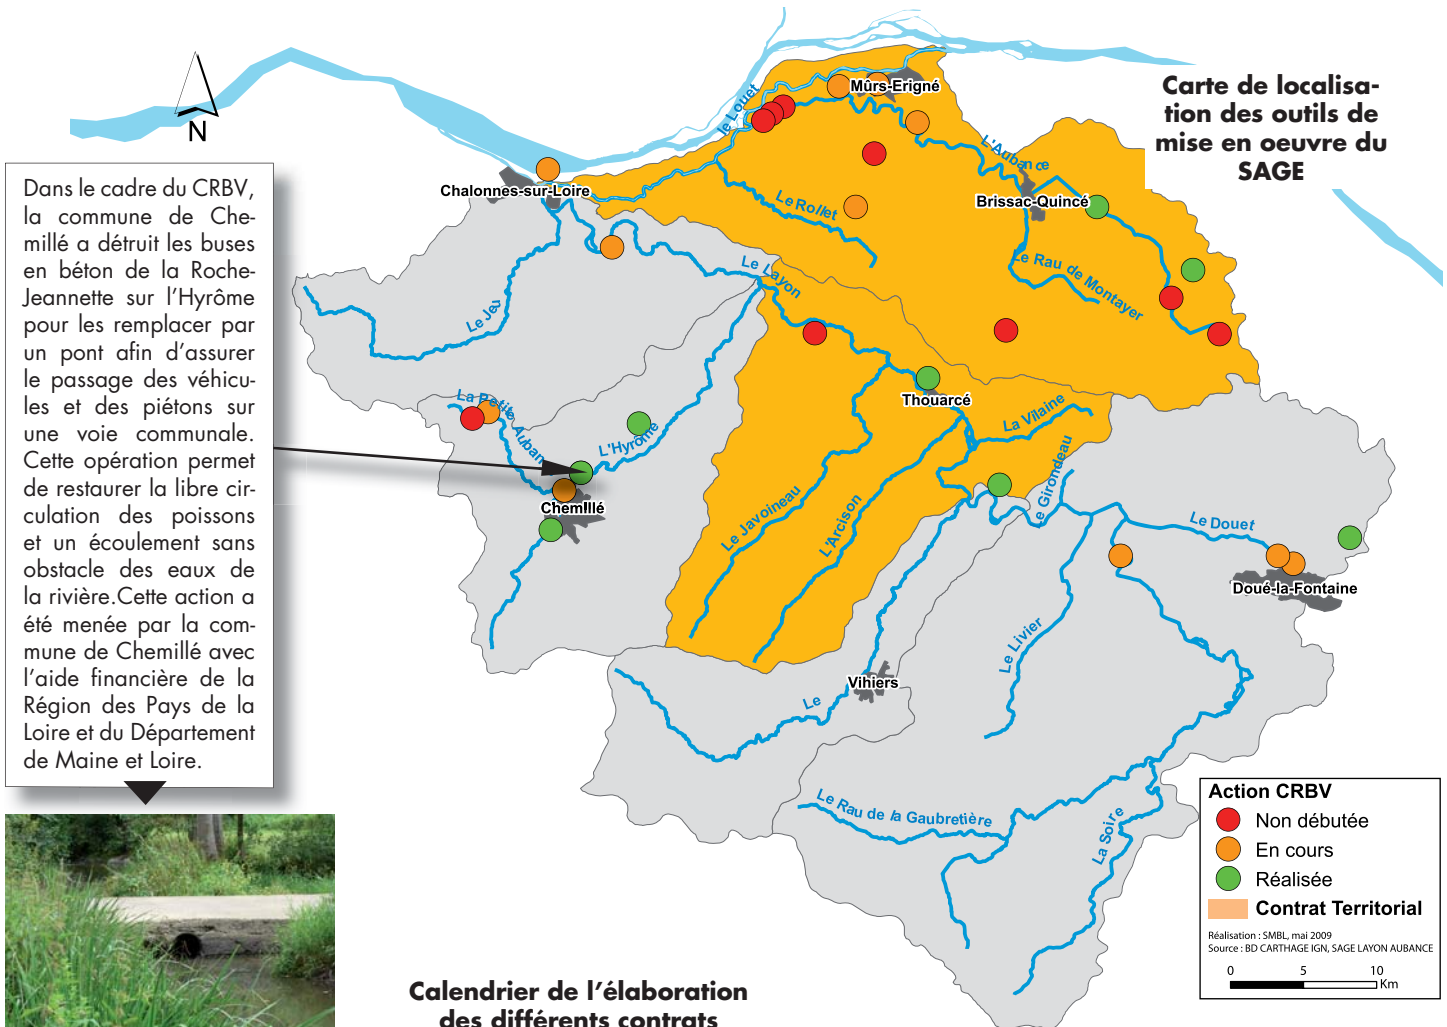 Carte de localisa-
tion des outils de
mise en oeuvre du
SAGE
N
Dans le cadre du CRBV,
la commune de Che-
millé a détruit les buses
en béton de la Roche-
Jeannette sur l'Hyrôme
pour les remplacer par
un pont afin d'assurer
le passage des véhicu-
les et des piétons sur
une voie communale.
Cette opération permet
de restaurer la libre cir-
culation des poissons
et un écoulement sans
obstacle des eaux de
la rivière.Cette action a
été menée par la com-
mune de Chemillé avec
l'aide financière de la
Région des Pays de la
Loire et du Département
de Maine et Loire.
Mûrs-Erigné
le Louet
L'Aubance
Chalonnes-sur-Loire
Brissac-Quincé
Le Rollet
Le Layon
Le Rau de Montayer
Le Jeu
Thouarcé
La Petite Auban
La Vilaine
L'Hyrôme
Le Girondeau
Chemillé
Le Javoineau
L'Arcison
Le Douet
Doué-la-Fontaine
Le Livier
Vihiers
Le
Le Rau de la Gaubretière
La Soire
Action CRBV
Non débutée
En cours
Réalisée
Contrat Territorial
Réalisation : SMBL, mai 2009
Source : BD CARTHAGE IGN, SAGE LAYON AUBANCE
0 5 10
Km
Calendrier de l'élaboration
des différents contrats